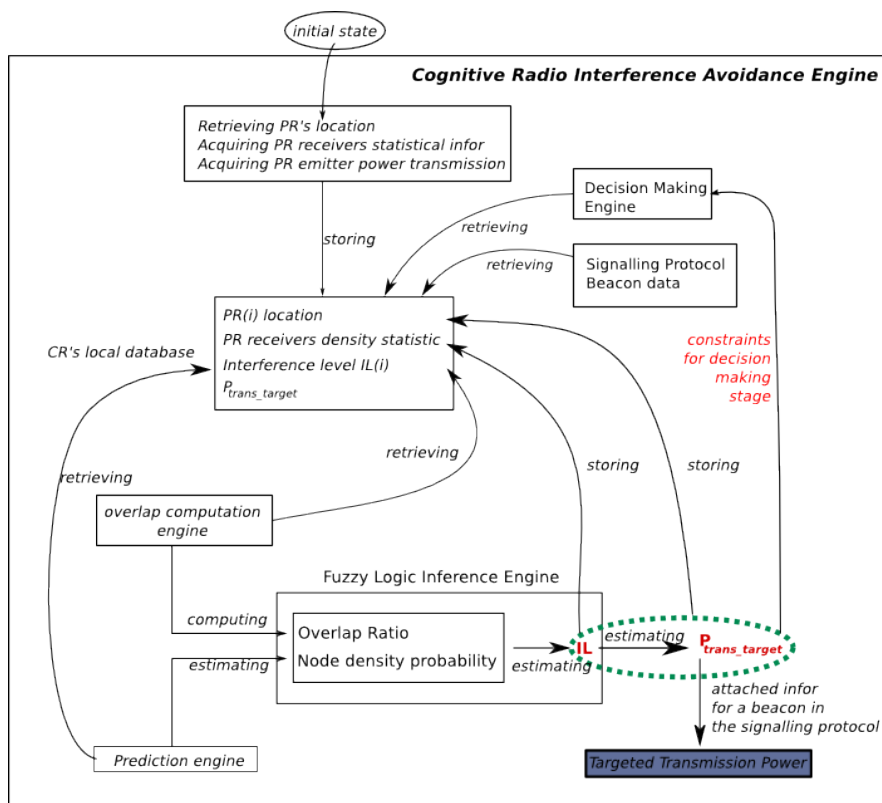 initial state
Cognitive Radio Interference Avoidance Engine
Retrieving PR's location
Acquiring PR receivers statistical infor
Acquiring PR emitter power transmission
storing
Decision Making
Engine
retrieving
Signalling Protocol
Beacon data
retrieving
PR(i) location
PR receivers density statistic
Interference level IL(i)
P_trans_target
CR's local database
constraints
for decision
making
stage
retrieving
retrieving
storing
storing
overlap computation
engine
Fuzzy Logic Inference Engine
computing
Overlap Ratio
Node density probability
estimating
estimating
IL
estimating
P_trans_target
attached infor
for a beacon in
the signalling protocol
Prediction engine
Targeted Transmission Power